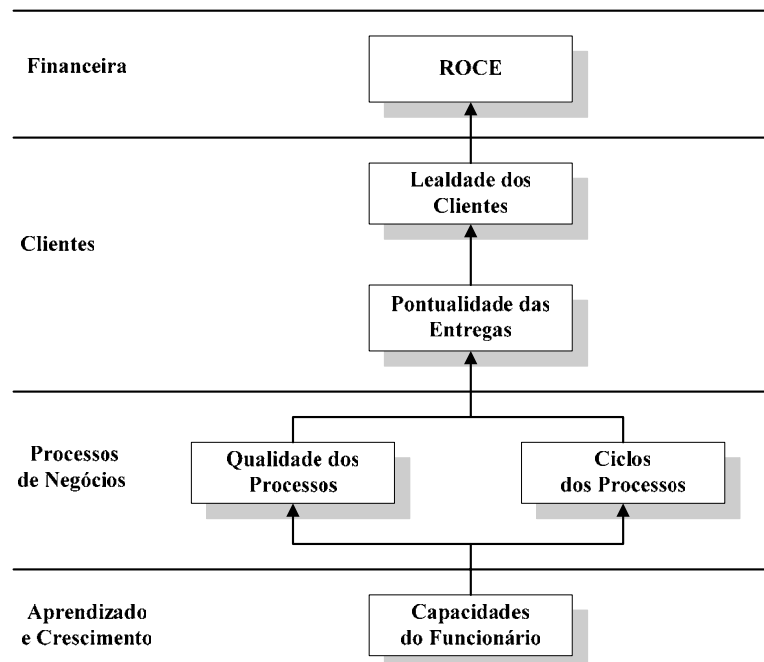 Financeira
ROCE
Lealdade dos
Clientes
Clientes
Pontualidade das
Entregas
Processos
de Negócios
Qualidade dos
Processos
Ciclos
dos Processos
Aprendizado
e Crescimento
Capacidades
do Funcionário